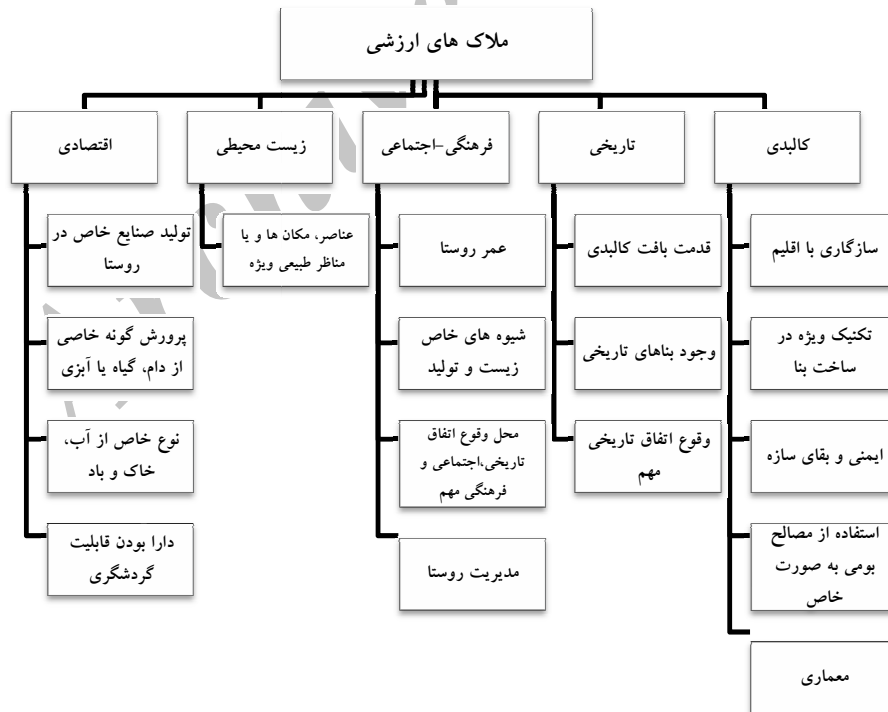 ملاک های ارزشی
کالبدی
تاریخی
فرهنگی-اجتماعی
زیست محیطی
اقتصادی
سازگاری با اقلیم
تکنیک ویژه در
ساخت بنا
ایمنی و بقای سازه
استفاده از مصالح
بومی به صورت
خاص
معماری
قدمت بافت کالبدی
وجود بناهای تاریخی
وقوع اتفاق تاریخی
مهم
عمر روستا
شیوه های خاص
زیست و تولید
محل وقوع اتفاق
تاریخی،اجتماعی و
فرهنگی مهم
مدیریت روستا
عناصر، مکان ها و یا
مناظر طبیعی ویژه
تولید صنایع خاص در
روستا
پرورش گونه خاصی
از دام، گیاه یا آبزی
نوع خاص از آب،
خاک و باد
دارا بودن قابلیت
گردشگری